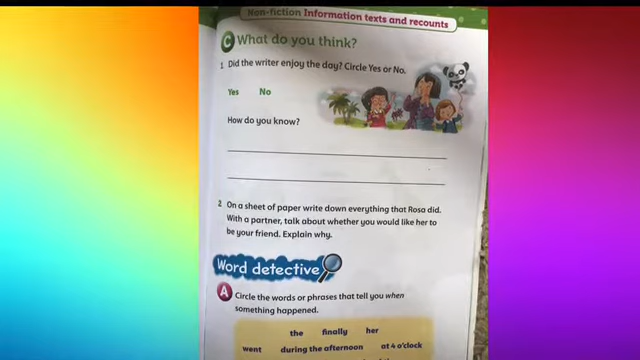 Non-fiction Information texts and recounts
C What do you think?
1 Did the writer enjoy the day? Circle Yes or No.
Yes No
How do you know?
2 On a sheet of paper write down everything that Rosa did.
With a partner, talk about whether you would like her to
be your friend. Explain why.
Word detective
A Circle the words or phrases that tell you when
something happened.
the finally her
went during the afternoon at 4 o'clock